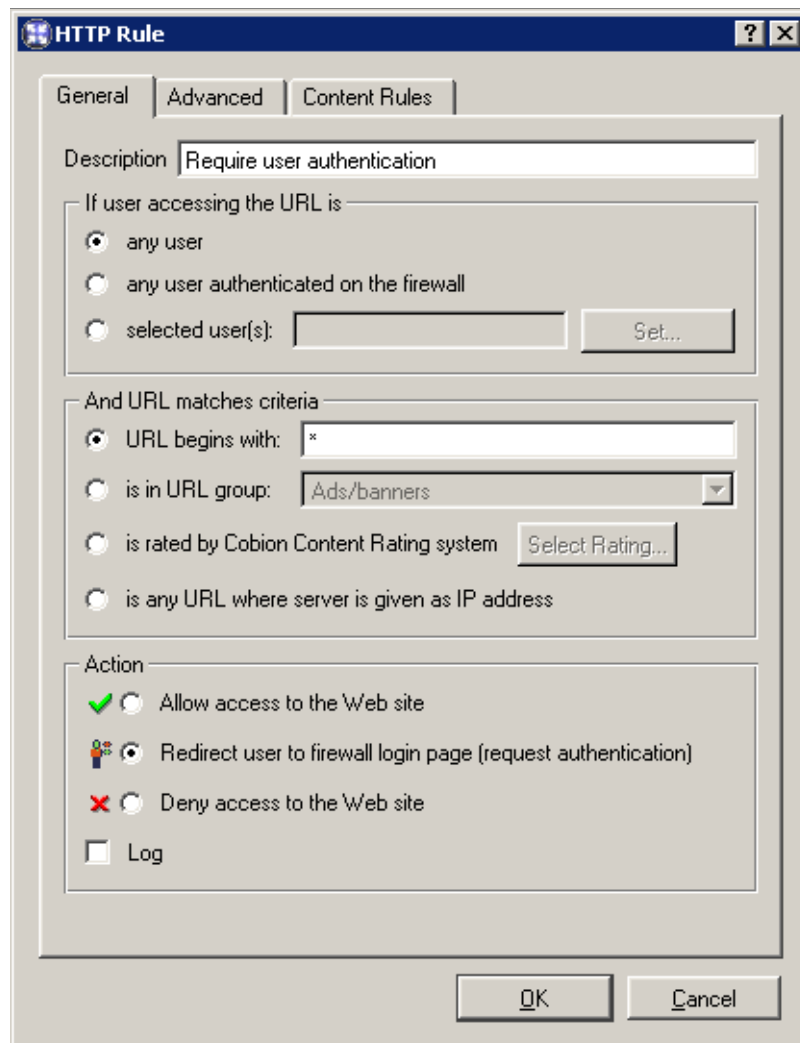 HTTP Rule
General Advanced Content Rules
Description Require user authentication
If user accessing the URL is
any user
any user authenticated on the firewall
selected user(s): Set...
And URL matches criteria
URL begins with: *
is in URL group: Ads/banners
is rated by Cobion Content Rating system Select Rating...
is any URL where server is given as IP address
Action
Allow access to the Web site
Redirect user to firewall login page (request authentication)
Deny access to the Web site
Log
OK Cancel